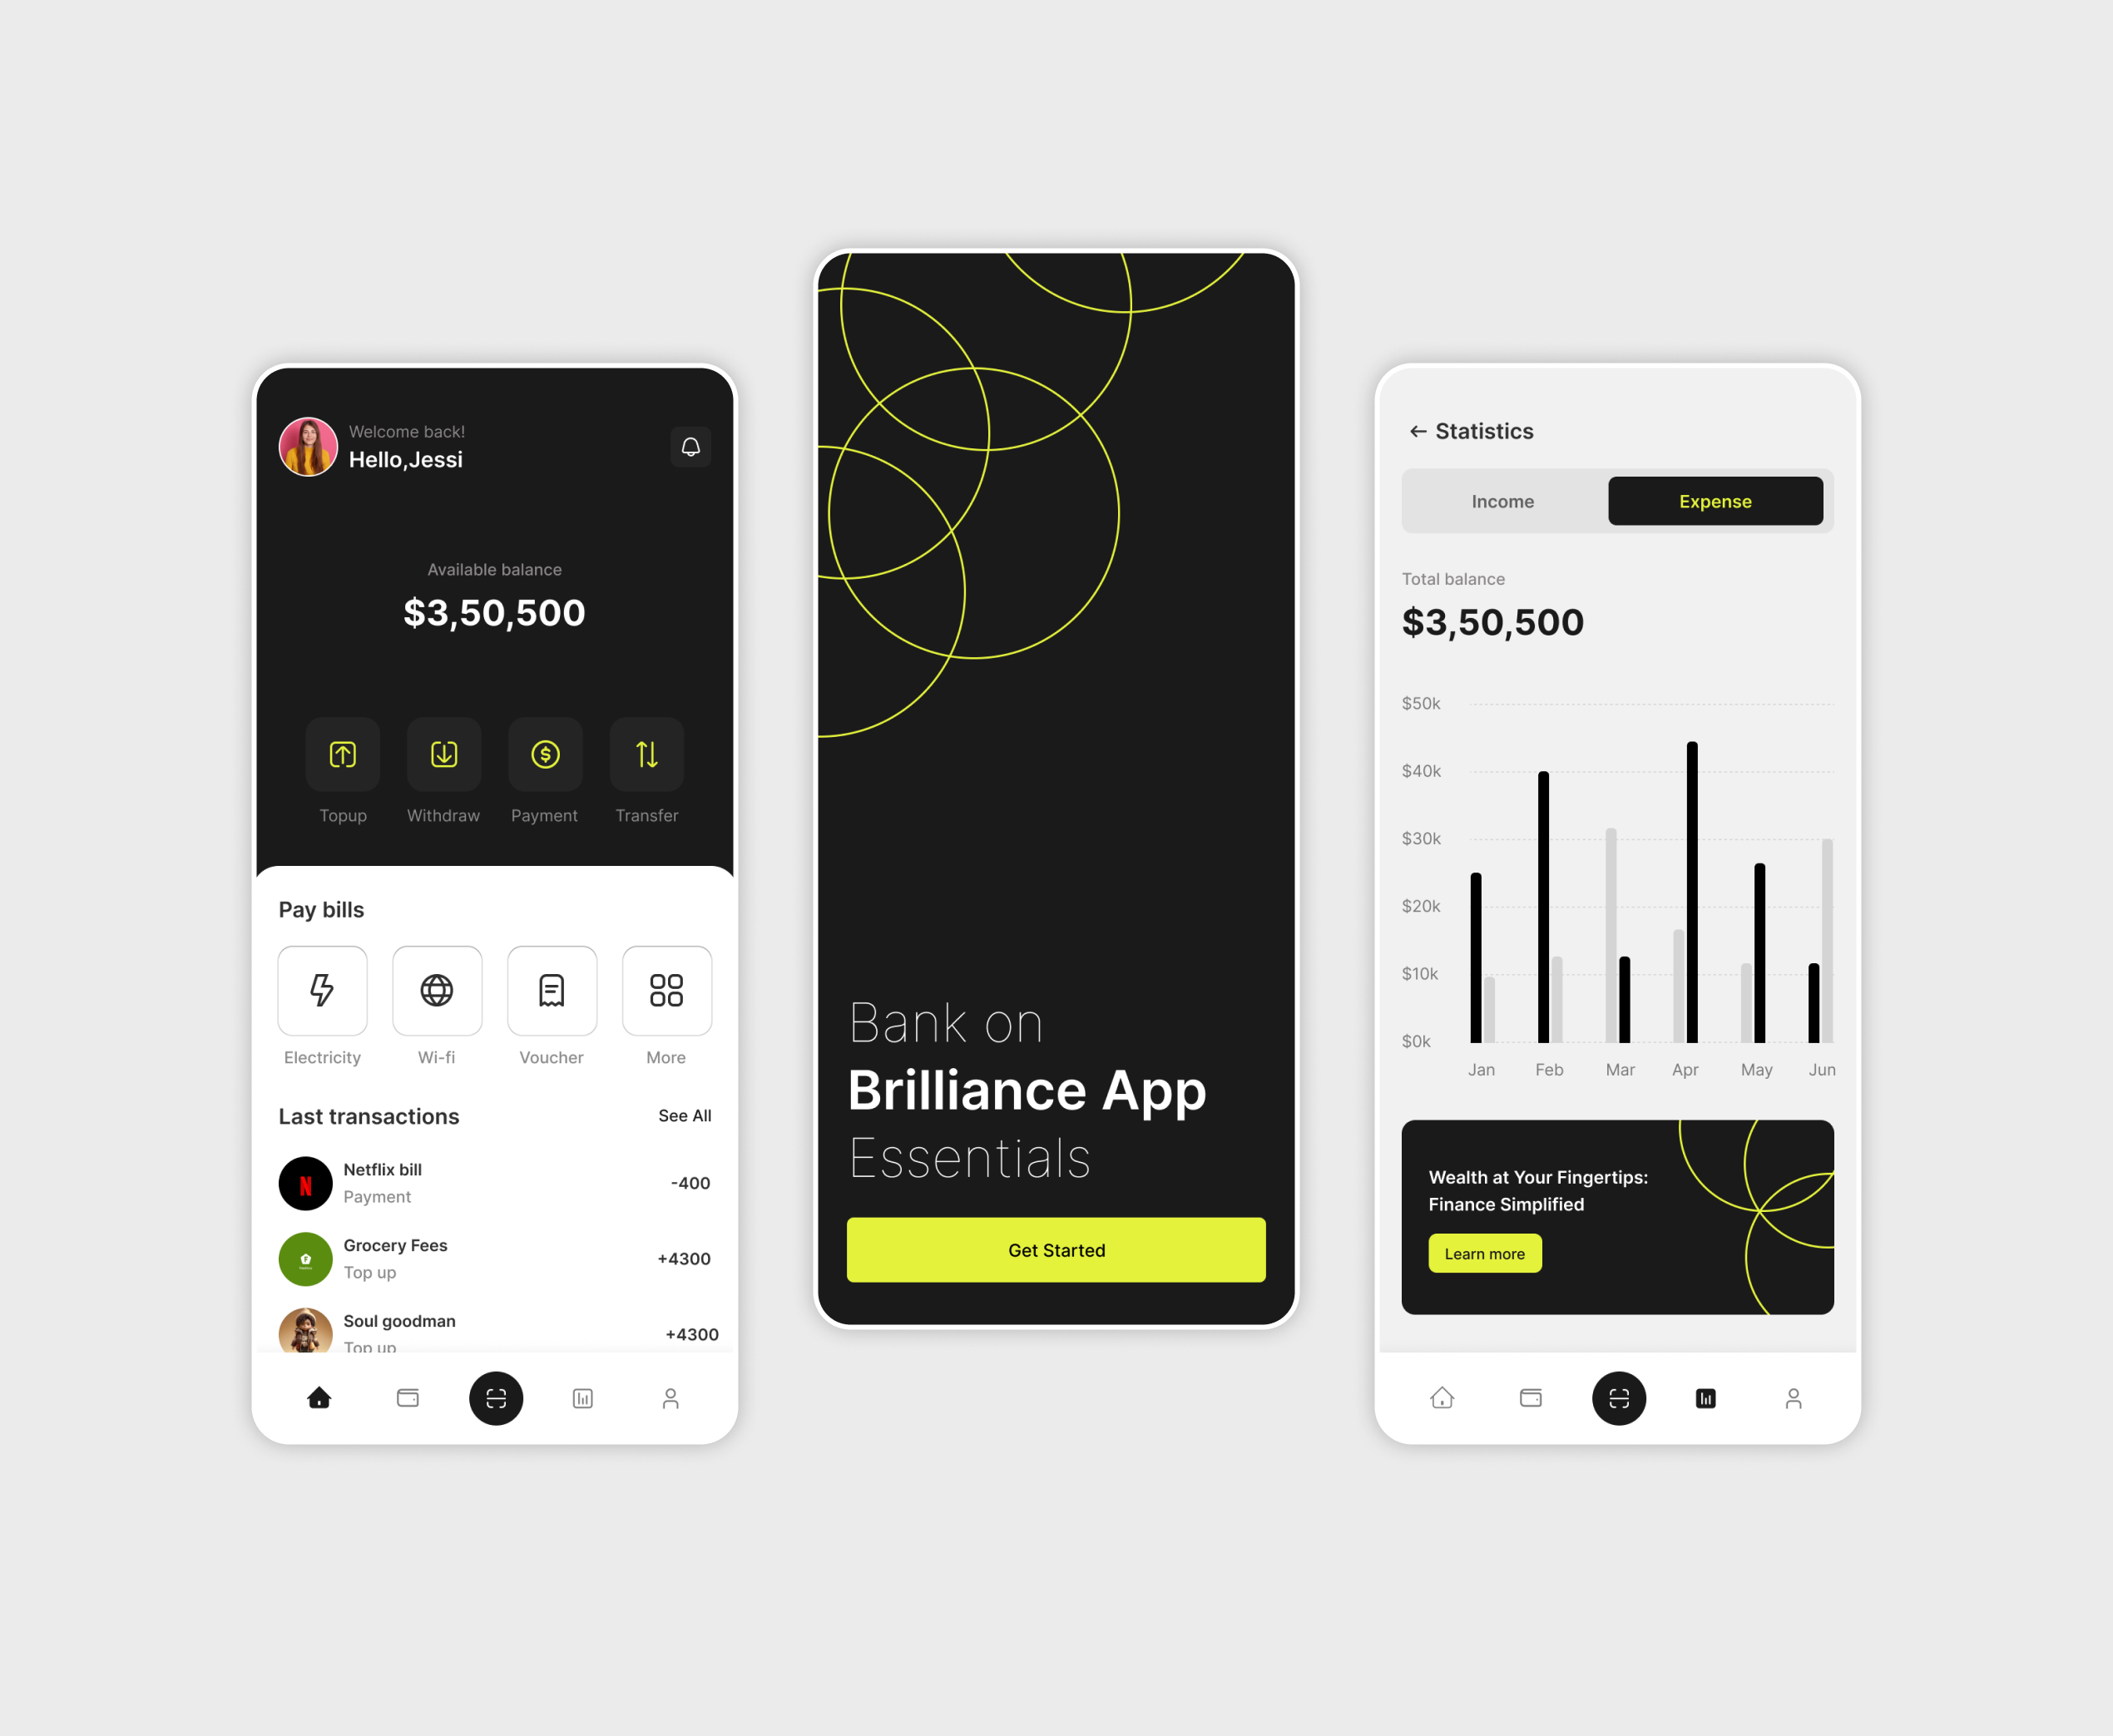 Welcome back!
Hello,Jessi
Available balance
$3,50,500
Topup Withdraw Payment Transfer
Pay bills
Electricity Wi-fi Voucher More
Last transactions See All
Netflix bill
Payment
-400
Grocery Fees
Top up
+4300
Soul goodman
Top up
+4300
Bank on
Brilliance App
Essentials
Get Started
Statistics
Income Expense
Total balance
$3,50,500
$50k
$40k
$30k
$20k
$10k
$0k
Jan Feb Mar Apr May Jun
Wealth at Your Fingertips:
Finance Simplified
Learn more